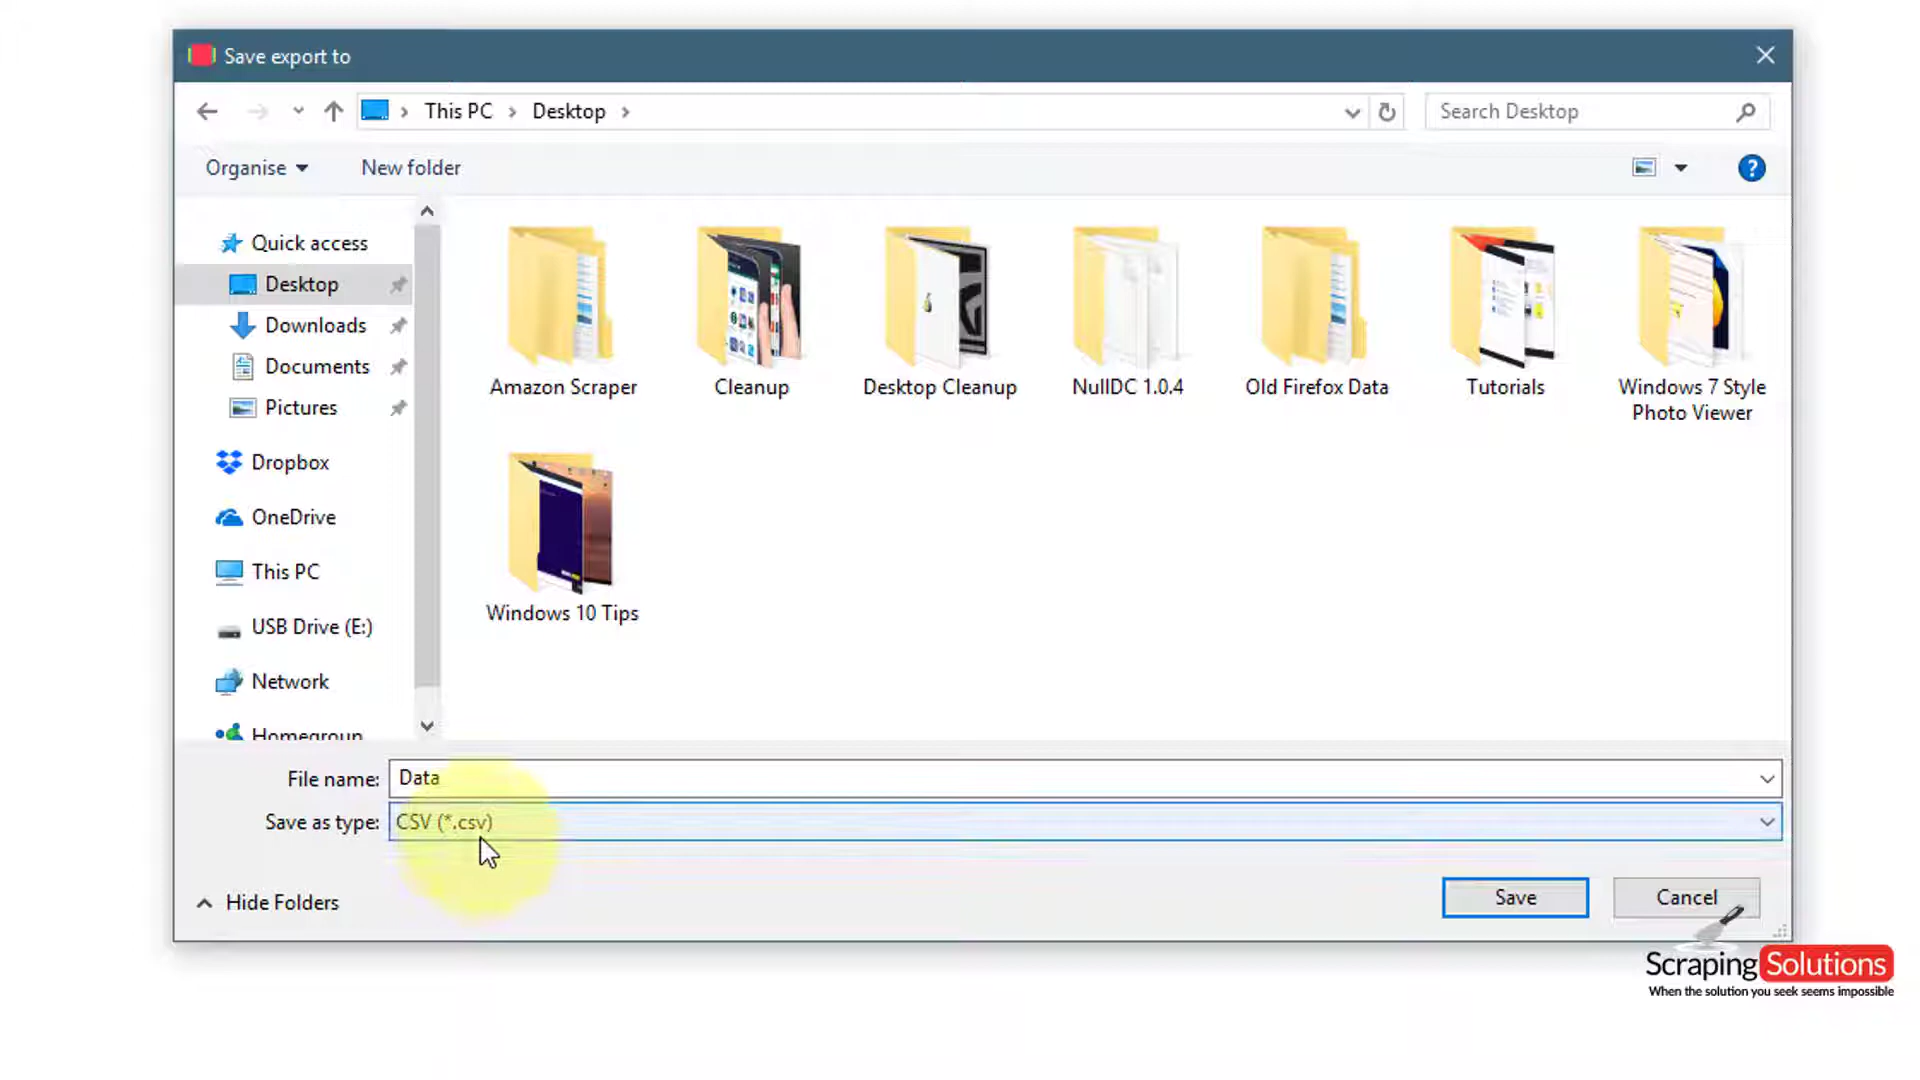 Save export to
This PC
Desktop
Search Desktop
Organise
New folder
?
Quick access
Desktop
Downloads
Documents
Pictures
Dropbox
OneDrive
This PC
USB Drive (E:)
Network
Homegroup
Amazon Scraper
Cleanup
Desktop Cleanup
NullDC 1.0.4
Old Firefox Data
Tutorials
Windows 7 Style
Photo Viewer
Windows 10 Tips
File name: Data
Save as type: CSV (*.csv)
Hide Folders
Save
Cancel
Scraping Solutions
When the solution you seek seems impossible